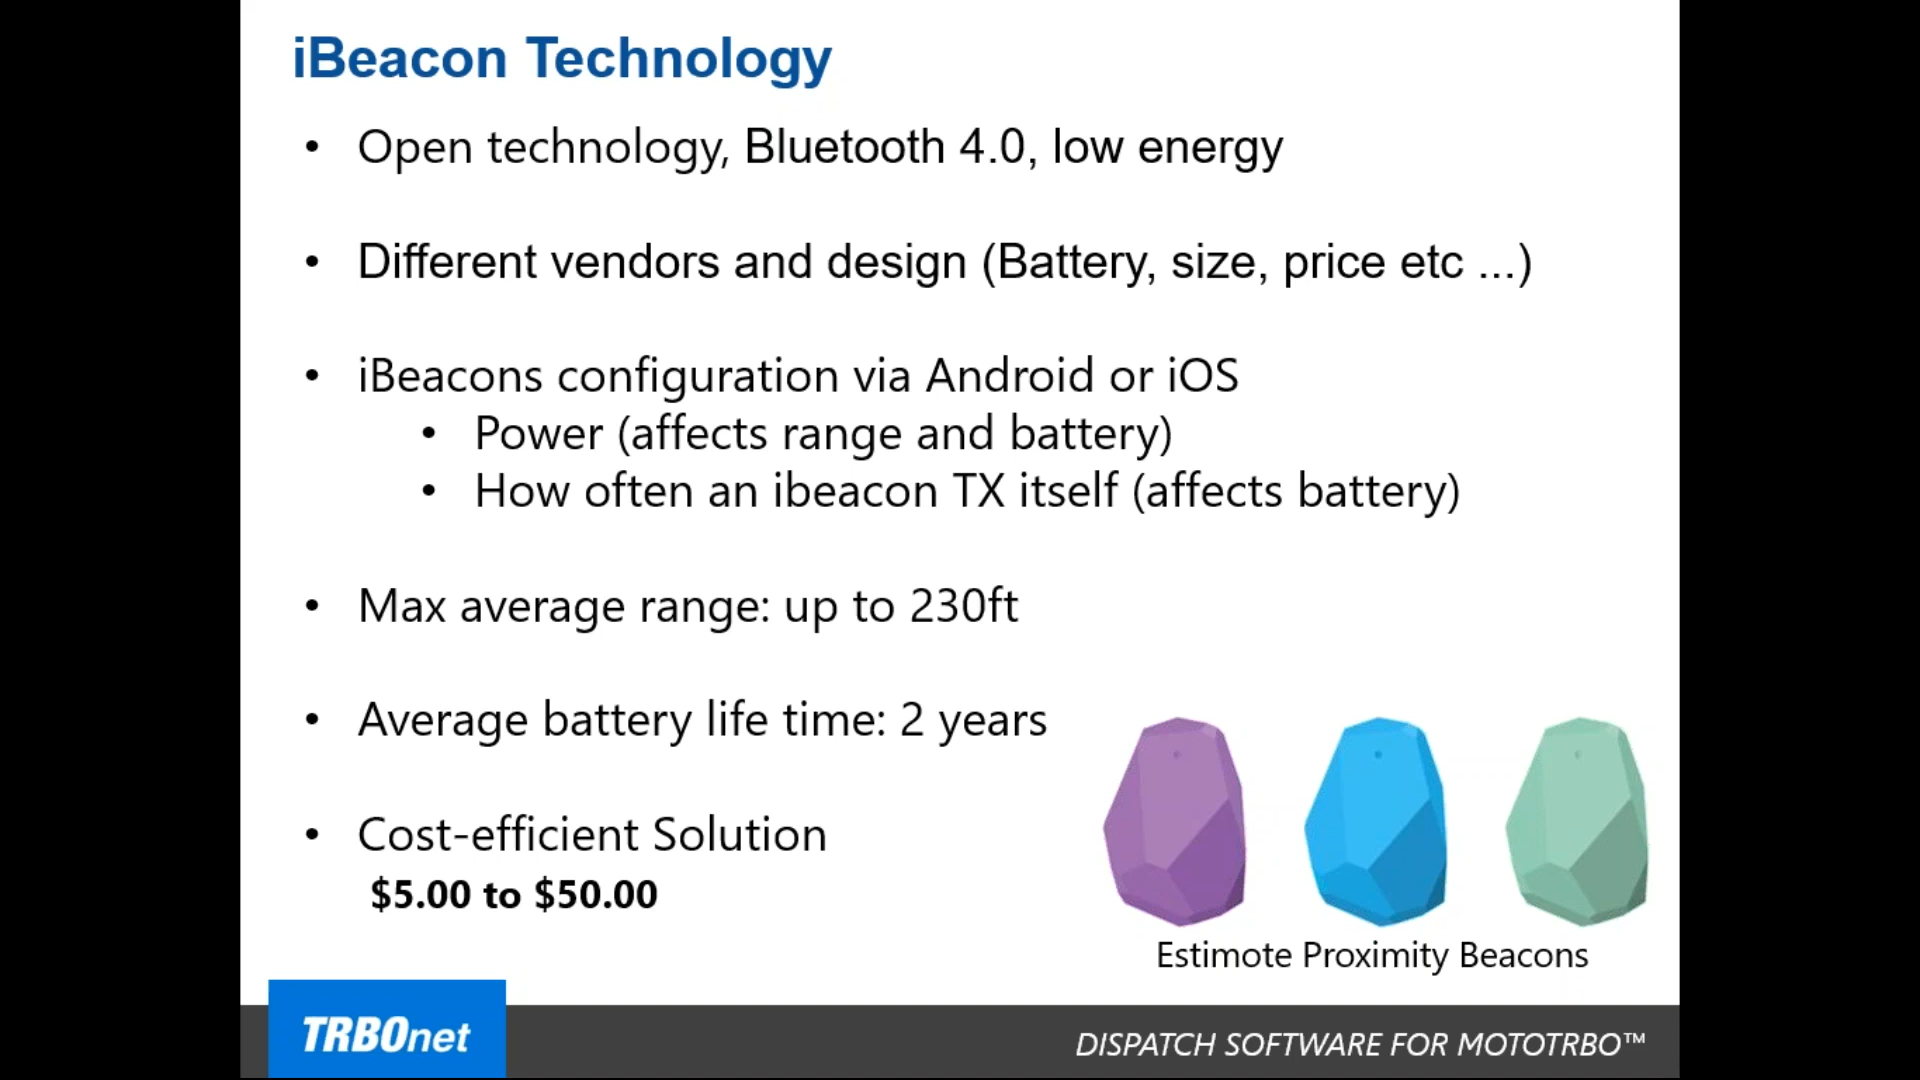 iBeacon Technology
• Open technology, Bluetooth 4.0, low energy
• Different vendors and design (Battery, size, price etc ...)
• iBeacons configuration via Android or iOS
• Power (affects range and battery)
• How often an ibeacon TX itself (affects battery)
• Max average range: up to 230ft
• Average battery life time: 2 years
• Cost-efficient Solution
$5.00 to $50.00
Estimote Proximity Beacons
TRBOnet
DISPATCH SOFTWARE FOR MOTOTRBO™